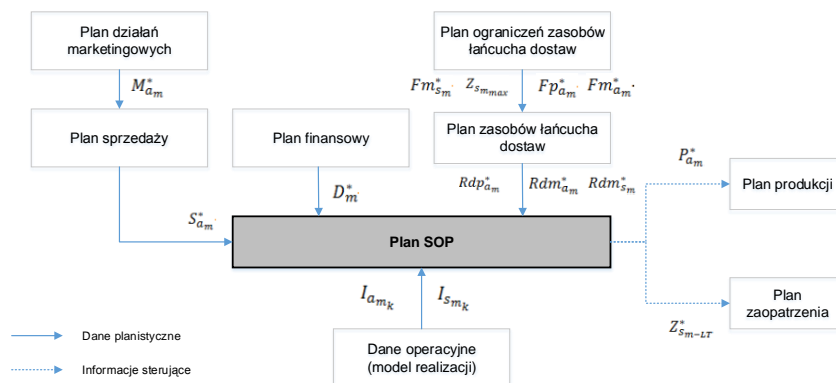 Plan działań
marketingowych
Plan ograniczeń zasobów
łańcucha dostaw
M*am
Fm*sm Zsm max Fp*am Fm*am
Plan sprzedaży
Plan finansowy
Plan zasobów łańcucha
dostaw
P*am
Plan produkcji
D*m
Rdp*am Rdm*am Rdm*sm
S*am
Plan SOP
Iamk Ismk
Plan
zaopatrzenia
Z*sm−LT
Dane planistyczne
Dane operacyjne
(model realizacji)
Informacje sterujące